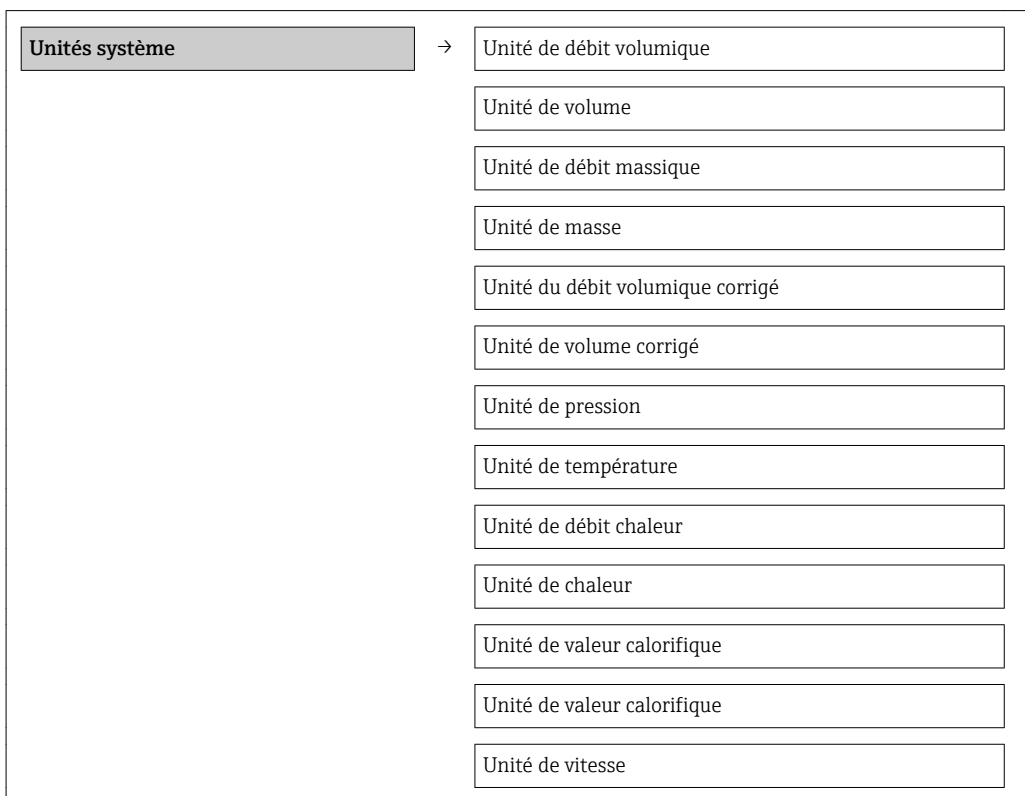 Unités système → Unité de débit volumique
Unité de volume
Unité de débit massique
Unité de masse
Unité du débit volumique corrigé
Unité de volume corrigé
Unité de pression
Unité de température
Unité de débit chaleur
Unité de chaleur
Unité de valeur calorifique
Unité de valeur calorifique
Unité de vitesse